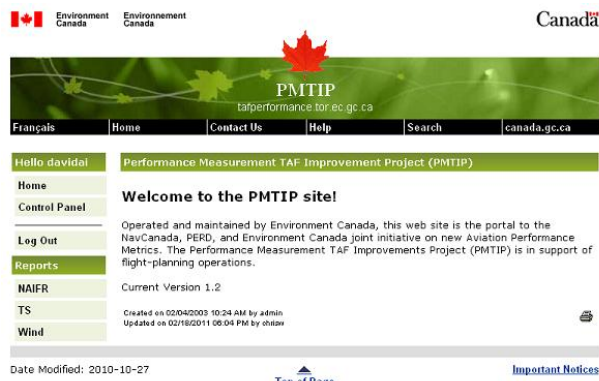 Environment Canada
Environnement Canada
Canada
PMTIP
tafperformance.tor.ec.gc.ca
Français Home Contact Us Help Search canada.gc.ca
Hello davidai
Home
Control Panel
Log Out
Reports
NAIFR
TS
Wind
Performance Measurement TAF Improvement Project (PMTIP)
Welcome to the PMTIP site!
Operated and maintained by Environment Canada, this web site is the portal to the
NavCanada, PERD, and Environment Canada joint initiative on new Aviation Performance
Metrics. The Performance Measurement TAF Improvements Project (PMTIP) is in support of
flight-planning operations.
Current Version 1.2
Created on 02/04/2003 10:24 AM by admin
Updated on 02/18/2011 06:04 PM by chrisw
Date Modified: 2010-10-27
Top of Page
Important Notices